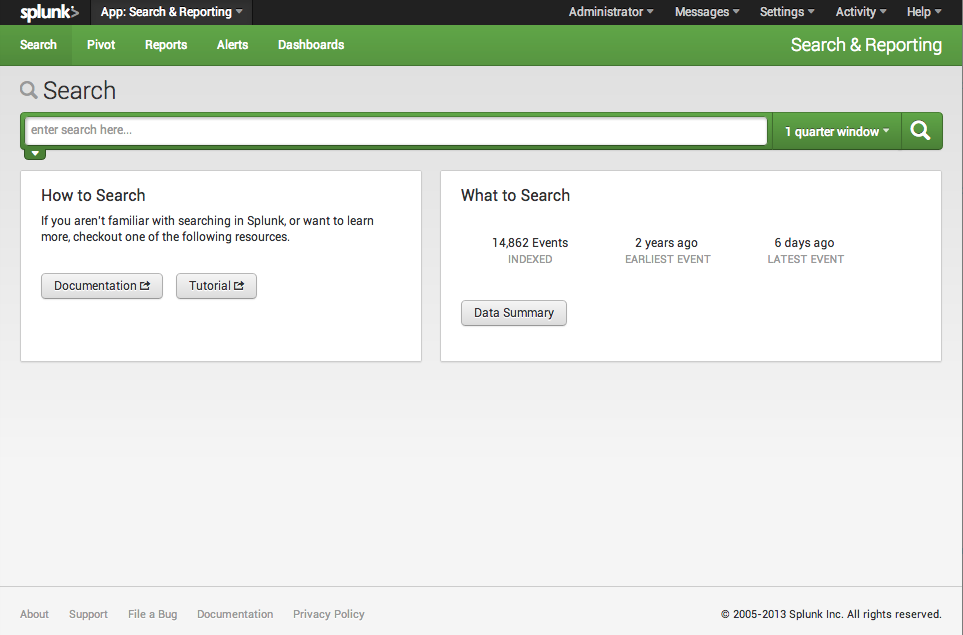 splunk> App: Search & Reporting Administrator Messages Settings Activity Help
Search Pivot Reports Alerts Dashboards Search & Reporting
Search
enter search here... 1 quarter window
How to Search
If you aren't familiar with searching in Splunk, or want to learn
more, checkout one of the following resources.
Documentation Tutorial
What to Search
14,862 Events 2 years ago 6 days ago
INDEXED EARLIEST EVENT LATEST EVENT
Data Summary
About Support File a Bug Documentation Privacy Policy © 2005-2013 Splunk Inc. All rights reserved.